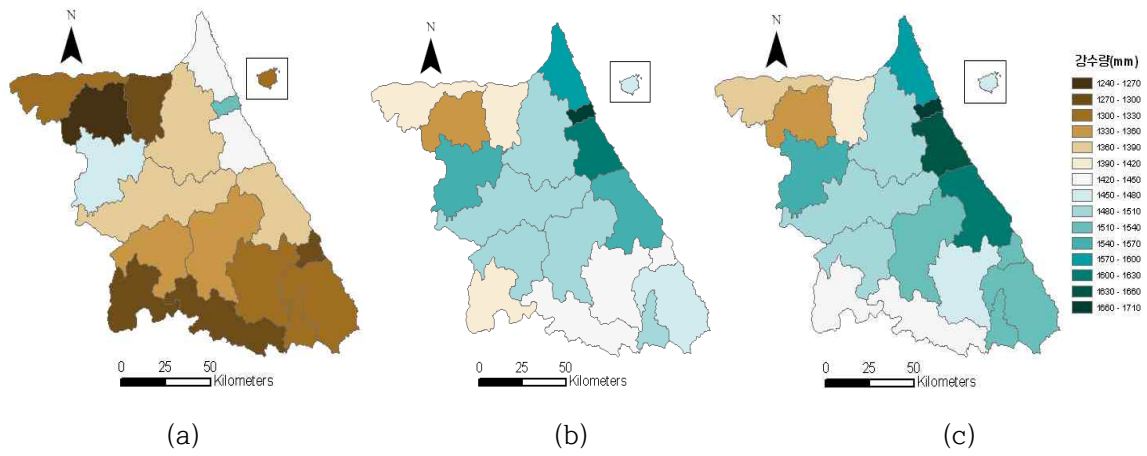 N
N
N
강수량(mm)
1240 - 1270
1270 - 1300
1300 - 1330
1330 - 1360
1360 - 1390
1390 - 1420
1420 - 1450
1450 - 1480
1480 - 1510
1510 - 1540
1540 - 1570
1570 - 1600
1600 - 1630
1630 - 1660
1660 - 1710
0 25 50
Kilometers
0 25 50
Kilometers
0 25 50
Kilometers
(a)
(b)
(c)